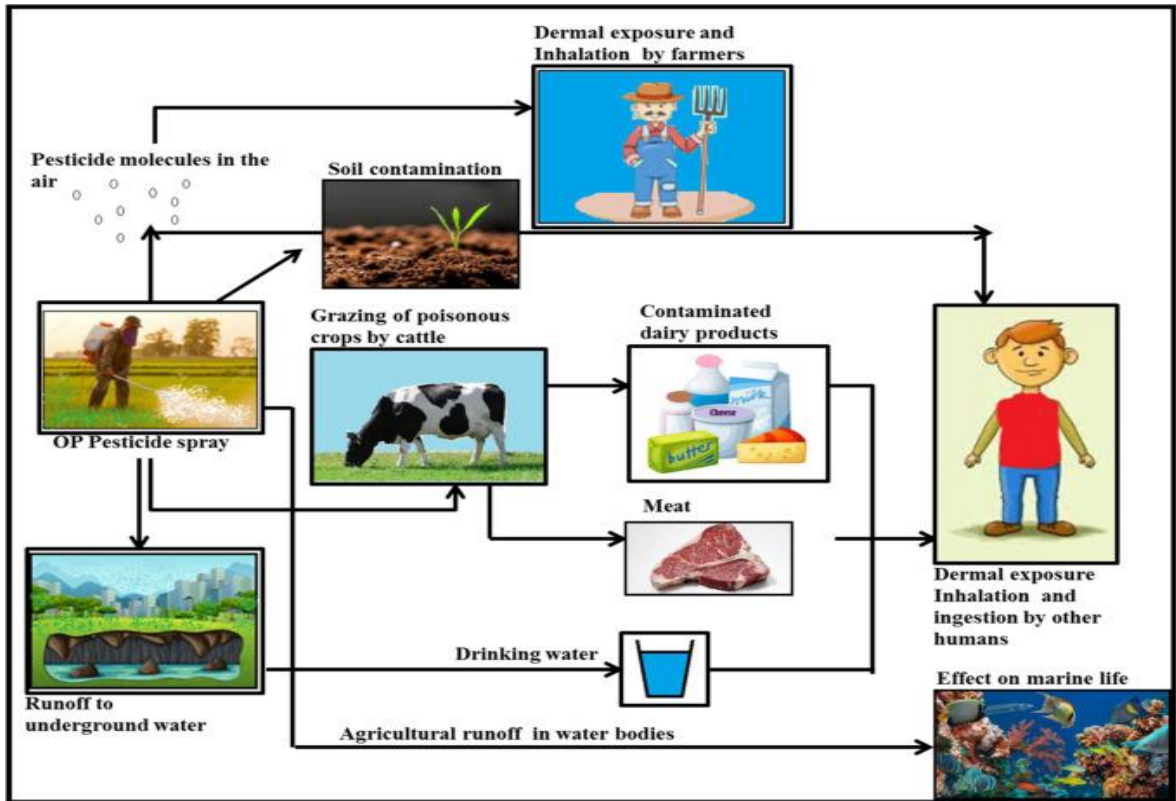 Dermal exposure and
Inhalation by farmers
Pesticide molecules in the
air
Soil contamination
Grazing of poisonous
crops by cattle
Contaminated
dairy products
milk
Cheese
butter
OP Pesticide spray
Meat
Dermal exposure
Inhalation and
ingestion by other
humans
Drinking water
Runoff to
underground water
Effect on marine life
Agricultural runoff in water bodies